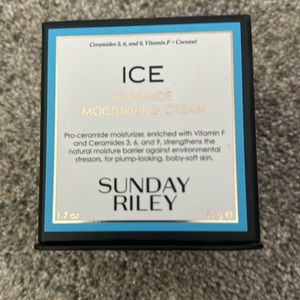 Ceramides 3, 6, and 9, Vitamin F + Coconut
ICE
CERAMIDE
MOISTURIZING CREAM
Pro-ceramide moisturizer, enriched with Vitamin F
and Ceramides 3, 6, and 9, strengthens the
natural moisture barrier against environmental
stressors, for plump-looking, baby-soft skin.
SUNDAY
RILEY
1.7 oz